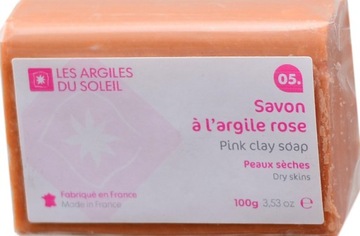 LES ARGILES
DU SOLEIL
05.
Savon
à l'argile rose
Pink clay soap
Peaux sèches
Dry skins
Fabriqué en France
Made in France
100g 3,53 oz